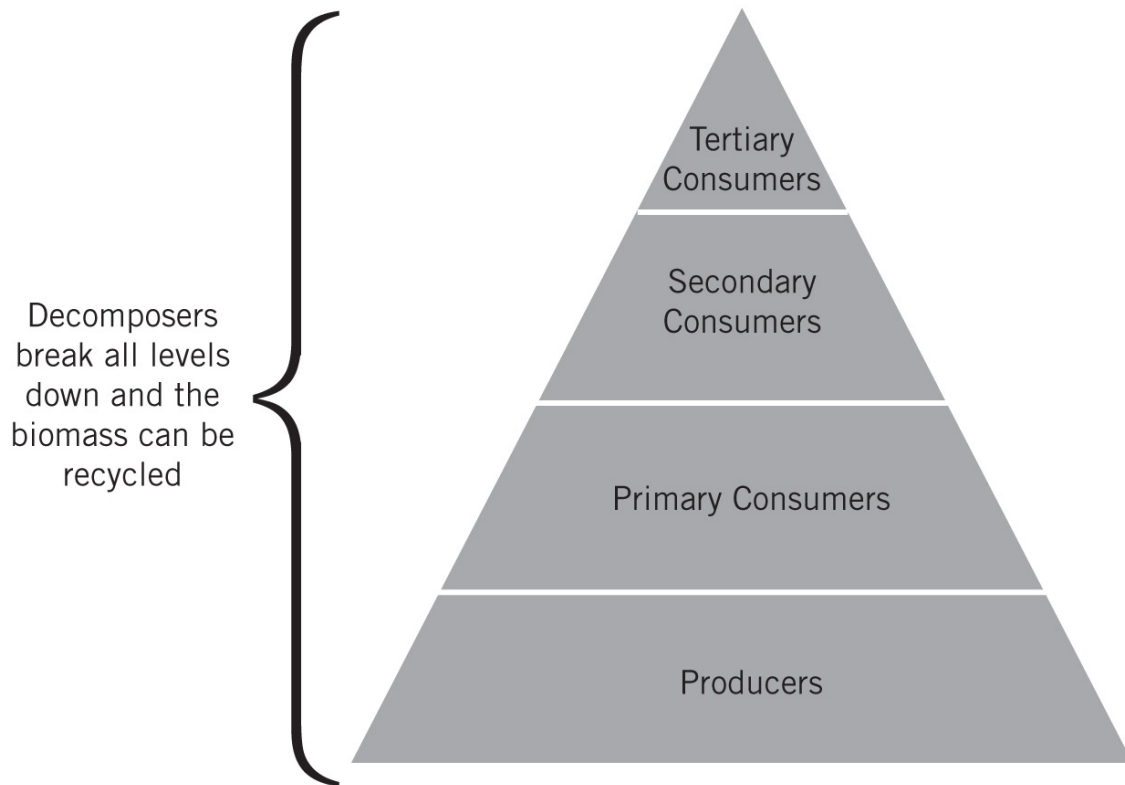 Decomposers
break all levels
down and the
biomass can be
recycled
Tertiary
Consumers
Secondary
Consumers
Primary Consumers
Producers